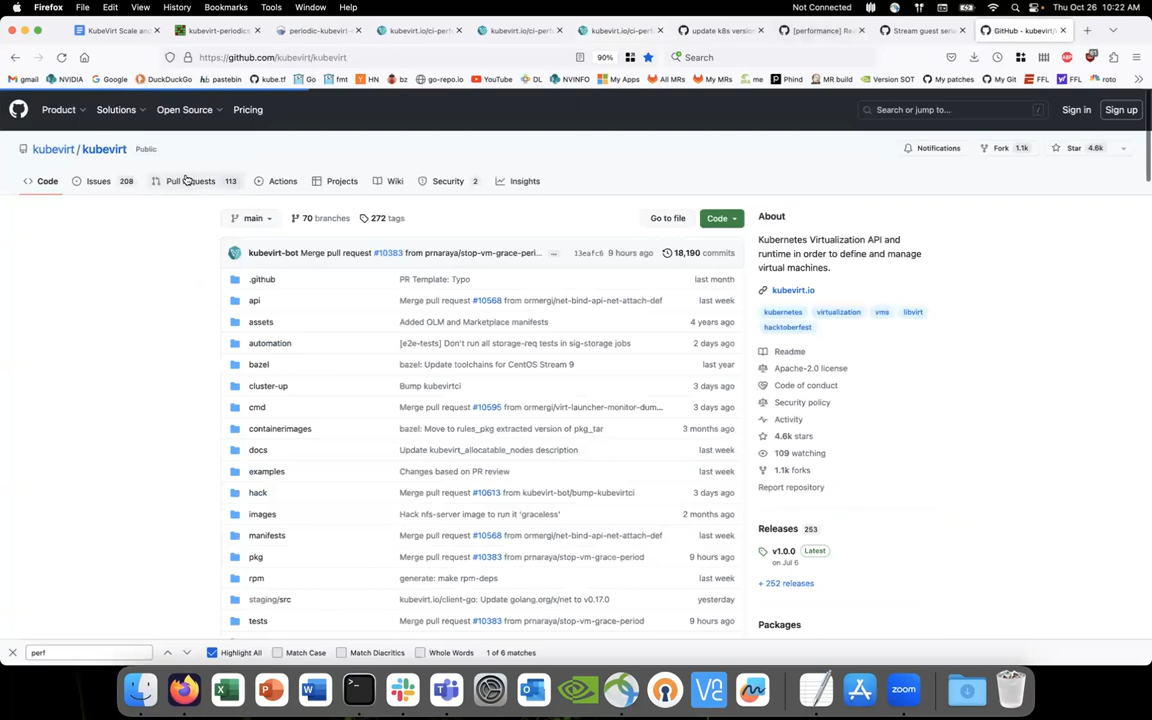 Firefox File Edit View History Bookmarks Tools Window Help Not Connected Thu Oct 26 10:22 AM
KubeVirt Scale and kubevirt-periodics periodic-kubevirt- kubevirt.io/ci-perf kubevirt.io/ci-perf kubevirt.io/ci-perf update k8s version [performance] Re Stream guest seri GitHub - kubevirt/
https://github.com/kubevirt/kubevirt 90% Search
gmail NVIDIA Google DuckDuckGo hastebin kube.tf Goj fmt HN bz go-repo.io YouTube DL NVINFO My Apps All MRs My MRs me Phind MR build Version SOT My patches My Git FFL FFL roto
Product Solutions Open Source Pricing Search or jump to... / Sign in Sign up
kubevirt / kubevirt Public Notifications Fork 1.1k Star 4.6k
Code Issues 208 Pull requests 113 Actions Projects Wiki Security 2 Insights
main 70 branches 272 tags Go to file Code
kubevirt-bot Merge pull request #10383 from prnaraya/stop-vm-grace-peri... ... 13eafc6 9 hours ago 18,190 commits
.github PR Template: Typo last month
api Merge pull request #10568 from ormergi/net-bind-api-net-attach-def last week
assets Added OLM and Marketplace manifests 4 years ago
automation [e2e-tests] Don't run all storage-req tests in sig-storage jobs 2 days ago
bazel bazel: Update toolchains for CentOS Stream 9 last year
cluster-up Bump kubevirtci 3 days ago
cmd Merge pull request #10595 from ormergi/virt-launcher-monitor-dum... 3 days ago
containerimages bazel: Move to rules_pkg extracted version of pkg_tar 3 months ago
docs Update kubevirt_allocatable_nodes description last week
examples Changes based on PR review last week
hack Merge pull request #10613 from kubevirt-bot/bump-kubevirtci 3 days ago
images Hack nfs-server image to run it 'graceless' 2 months ago
manifests Merge pull request #10568 from ormergi/net-bind-api-net-attach-def last week
pkg Merge pull request #10383 from prnaraya/stop-vm-grace-period 9 hours ago
rpm generate: make rpm-deps last week
staging/src kubevirt.io/client-go: Update golang.org/x/net to v0.17.0 yesterday
tests Merge pull request #10383 from prnaraya/stop-vm-grace-period 9 hours ago
About
Kubernetes Virtualization API and
runtime in order to define and manage
virtual machines.
kubevirt.io
kubernetes virtualization vms libvirt
hacktoberfest
Readme
Apache-2.0 license
Code of conduct
Security policy
Activity
4.6k stars
109 watching
1.1k forks
Report repository
Releases 253
v1.0.0 Latest
on Jul 6
+ 252 releases
Packages
perf Highlight All Match Case Match Diacritics Whole Words 1 of 6 matches
zoom